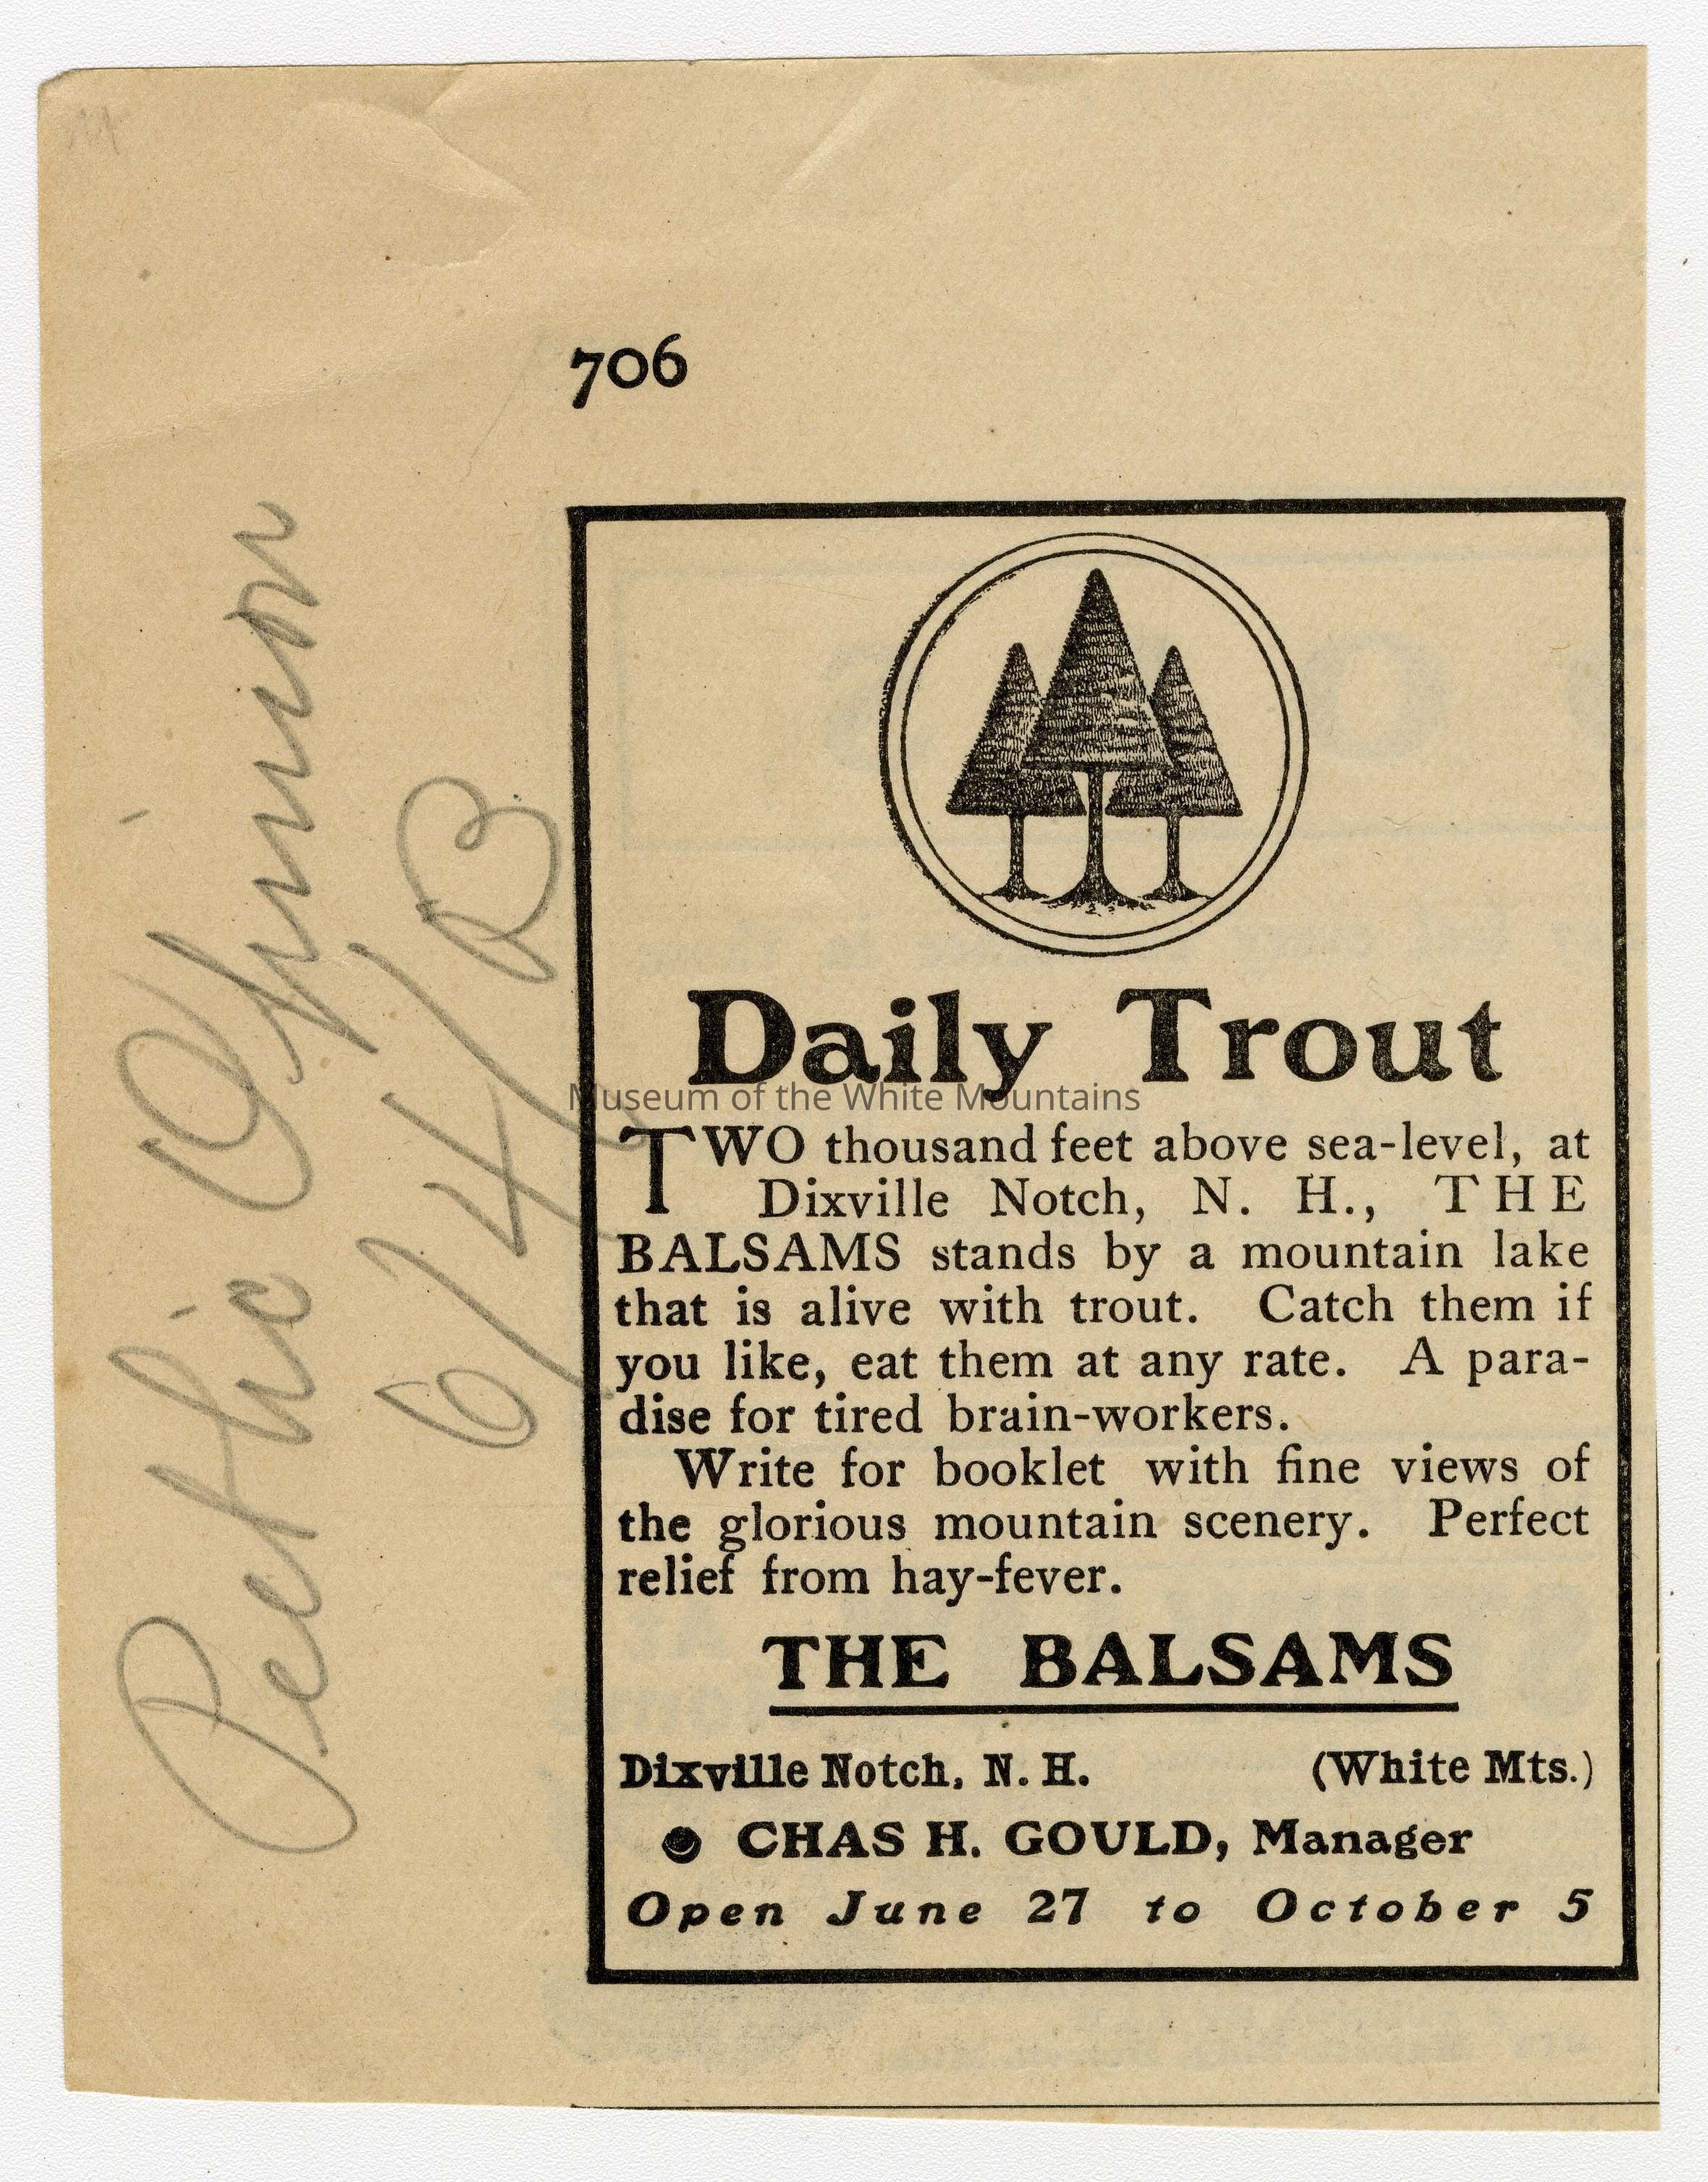 706
Daily Trout
Museum of the White Mountains
TWO thousand feet above sea-level, at
Dixville Notch, N. H., THE
BALSAMS stands by a mountain lake
that is alive with trout. Catch them if
you like, eat them at any rate. A para-
dise for tired brain-workers.
Write for booklet with fine views of
the glorious mountain scenery. Perfect
relief from hay-fever.
THE BALSAMS
Dixville Notch, N. H. (White Mts.)
CHAS H. GOULD, Manager
Open June 27 to October 5
Public Opinion